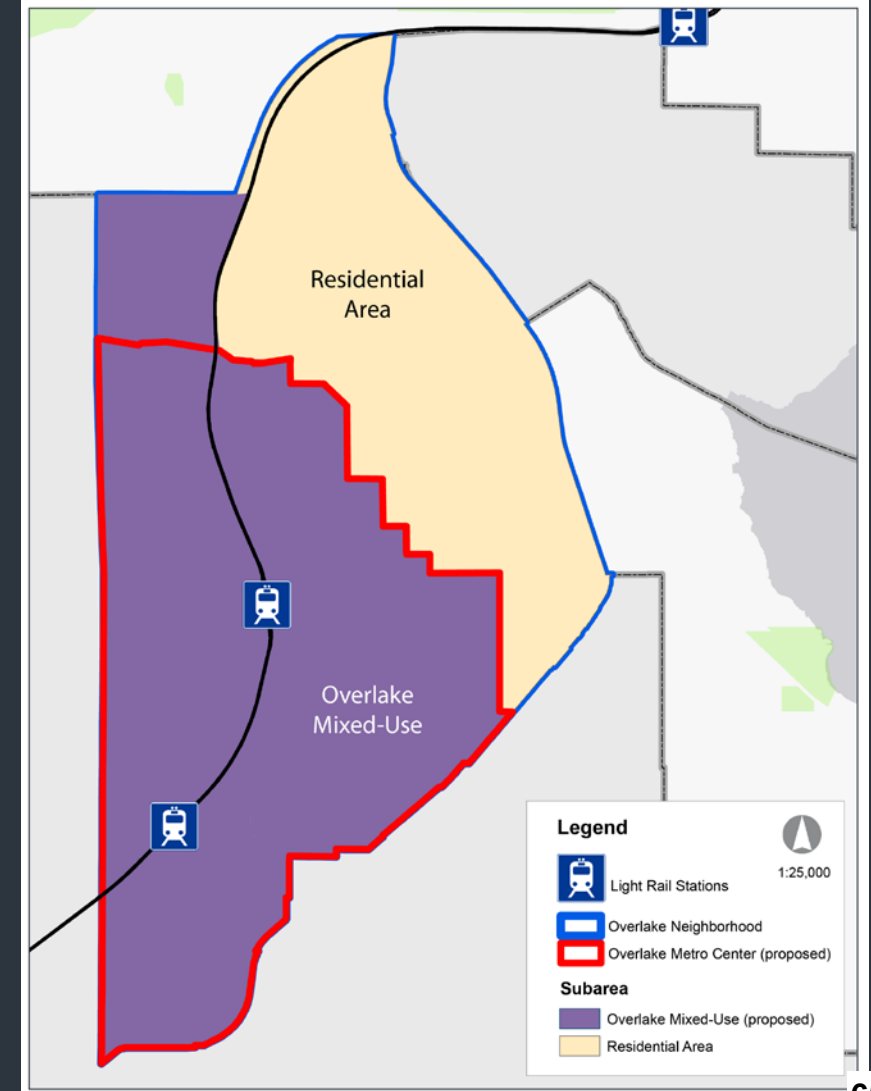 Residential
Area
Overlake
Mixed-Use
Legend
1:25,000
Light Rail Stations
Overlake Neighborhood
Overlake Metro Center (proposed)
Subarea
Overlake Mixed-Use (proposed)
Residential Area